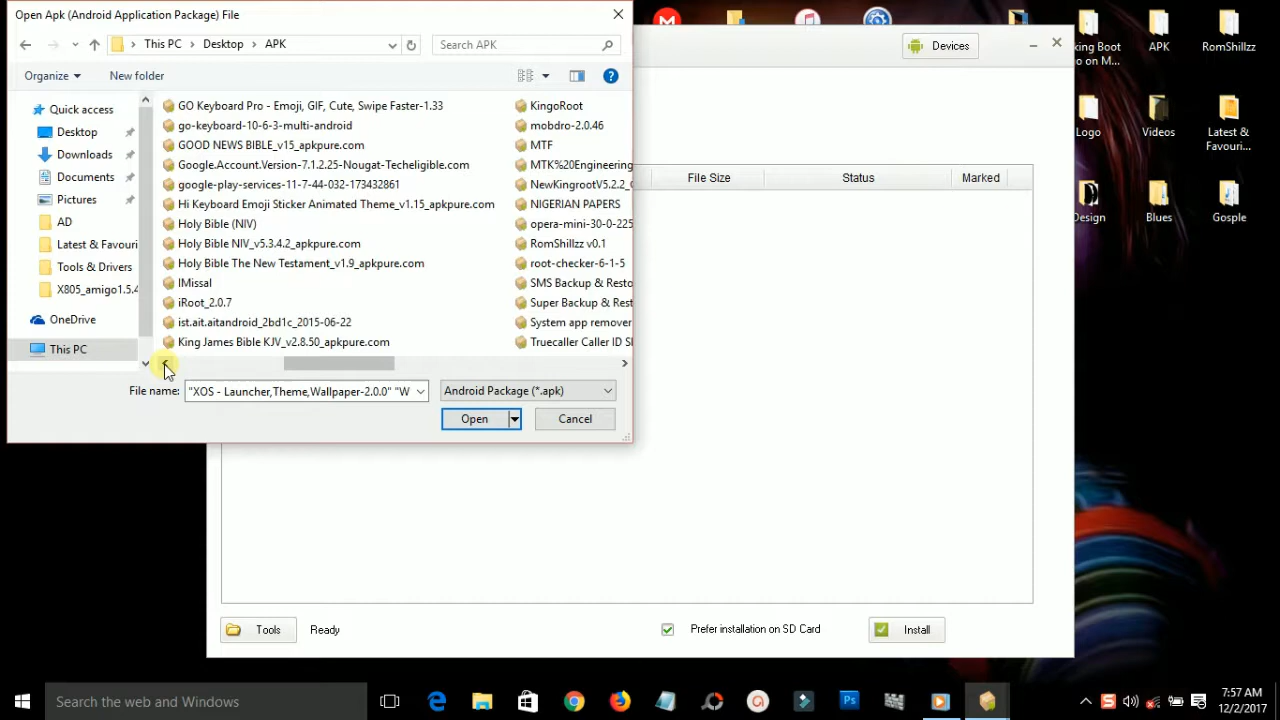 Open Apk (Android Application Package) File
This PC
Desktop
APK
Search APK
Organize
New folder
Quick access
Desktop
Downloads
Documents
Pictures
AD
Latest & Favouri
Tools & Drivers
X805_amigo1.5.4
OneDrive
This PC
GO Keyboard Pro - Emoji, GIF, Cute, Swipe Faster-1.33
go-keyboard-10-6-3-multi-android
GOOD NEWS BIBLE_v15_apkpure.com
Google.Account.Version-7.1.2.25-Nougat-Techeligible.com
google-play-services-11-7-44-032-173432861
Hi Keyboard Emoji Sticker Animated Theme_v1.15_apkpure.com
Holy Bible (NIV)
Holy Bible NIV_v5.3.4.2_apkpure.com
Holy Bible The New Testament_v1.9_apkpure.com
IMissal
iRoot_2.0.7
ist.ait.aitandroid_2bd1c_2015-06-22
King James Bible KJV_v2.8.50_apkpure.com
KingoRoot
mobdro-2.0.46
MTF
MTK%20Engineering
NewKingrootV5.2.2_
NIGERIAN PAPERS
opera-mini-30-0-225
RomShillzz v0.1
root-checker-6-1-5
SMS Backup & Resto
Super Backup & Rest
System app remover
Truecaller Caller ID S
File name:
"XOS - Launcher,Theme,Wallpaper-2.0.0" "W
Android Package (*.apk)
Open
Cancel
Devices
File Size
Status
Marked
Tools
Ready
Prefer installation on SD Card
Install
king Boot
o on M...
APK
RomShillzz
Logo
Videos
Latest &
Favouri...
Design
Blues
Gosple
Search the web and Windows
Ps
7:57 AM
12/2/2017